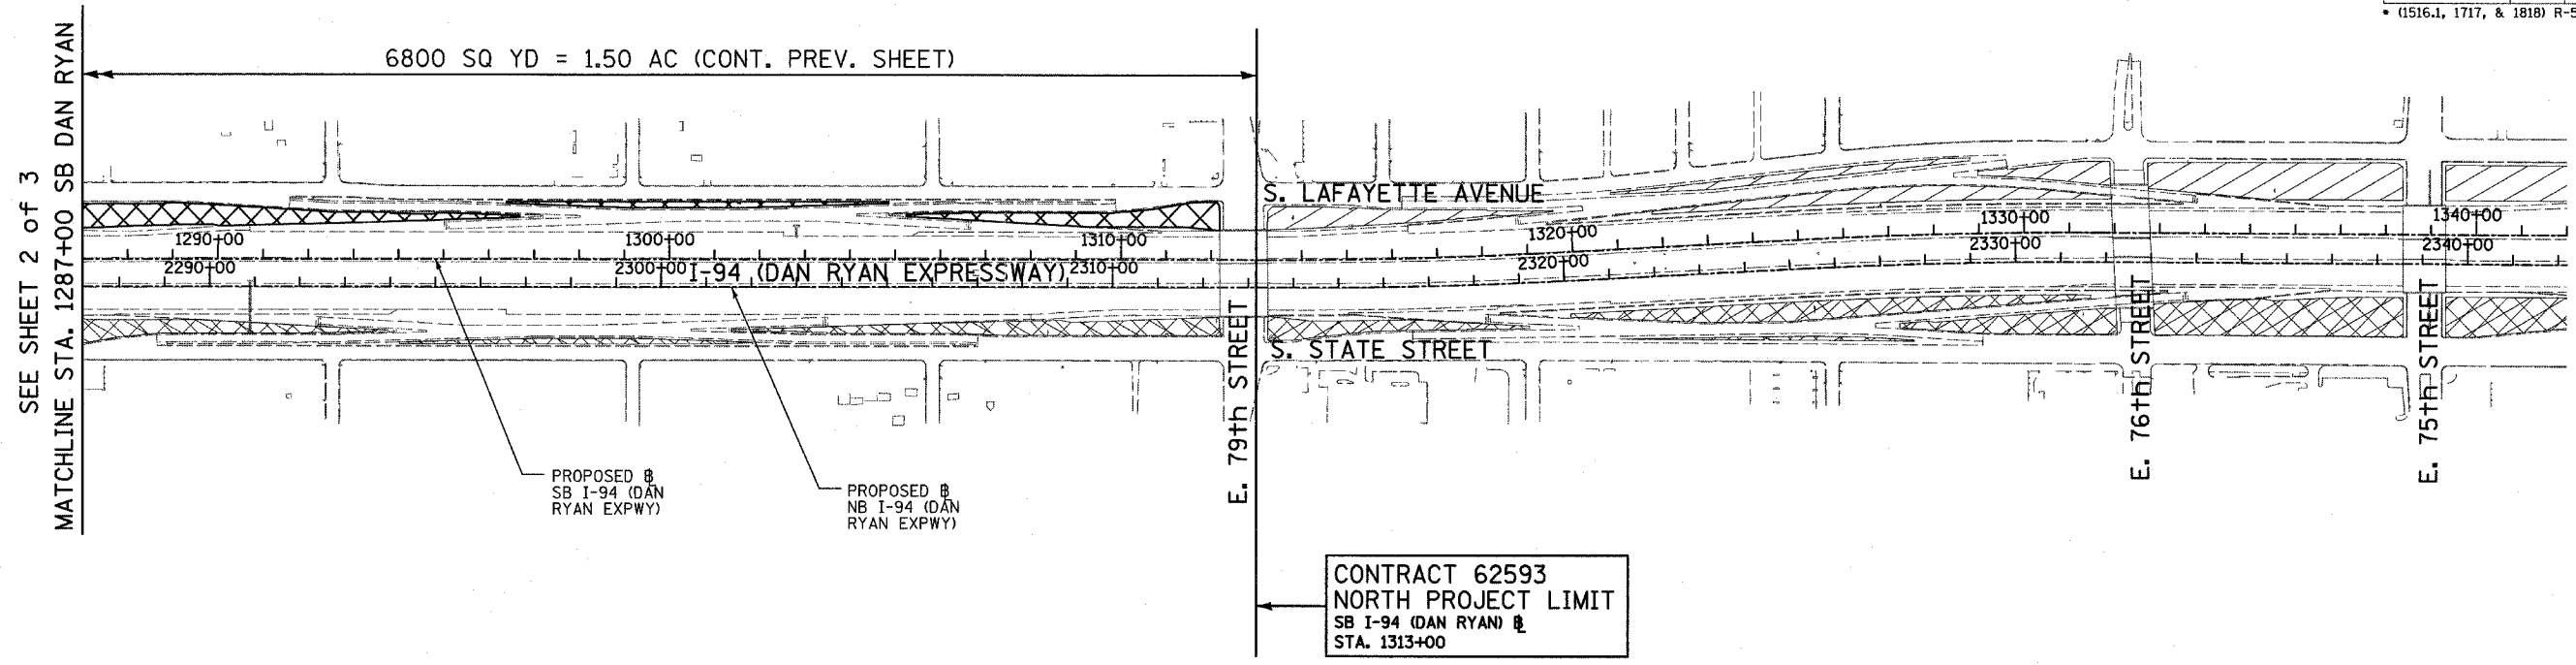 * (1516.1, 1717, & 1818) R-5
6800 SQ YD = 1.50 AC (CONT. PREV. SHEET)
SEE SHEET 2 of 3
MATCHLINE STA. 1287+00 SB DAN RYAN
S. LAFAYETTE AVENUE
1290+00
1300+00
1310+00
1320+00
1330+00
1340+00
2290+00
2300+00
I-94 (DAN RYAN EXPRESSWAY)
2310+00
2320+00
2330+00
2340+00
S. STATE STREET
E. 79th STREET
E. 76th STREET
E. 75th STREET
PROPOSED ⅊
SB I-94 (DAN
RYAN EXPWY)
PROPOSED ⅊
NB I-94 (DAN
RYAN EXPWY)
CONTRACT 62593
NORTH PROJECT LIMIT
SB I-94 (DAN RYAN) ⅊
STA. 1313+00